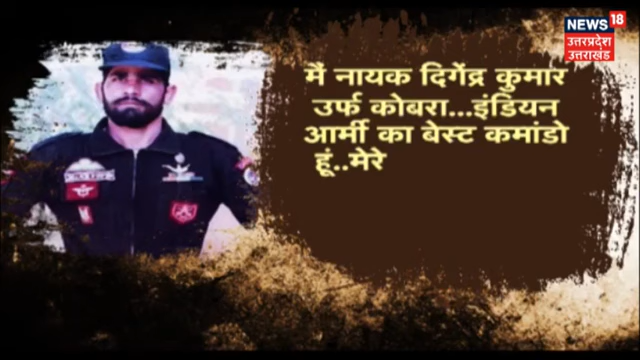 NEWS 18
उत्तरप्रदेश
उत्तराखंड
मैं नायक दिगेंद्र कुमार
उर्फ कोबरा...इंडियन
आर्मी का बेस्ट कमांडो
हूं..मेरे